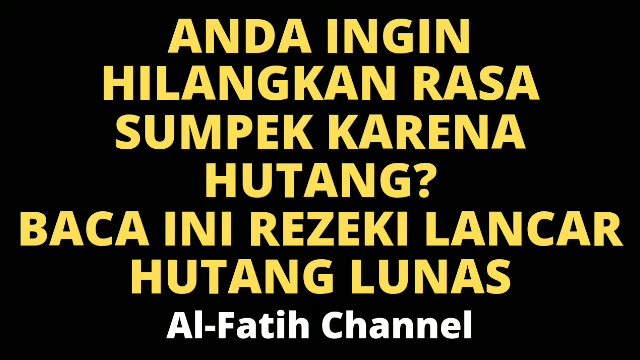 ANDA INGIN
HILANGKAN RASA
SUMPEK KARENA
HUTANG?
BACA INI REZEKI LANCAR
HUTANG LUNAS
Al-Fatih Channel